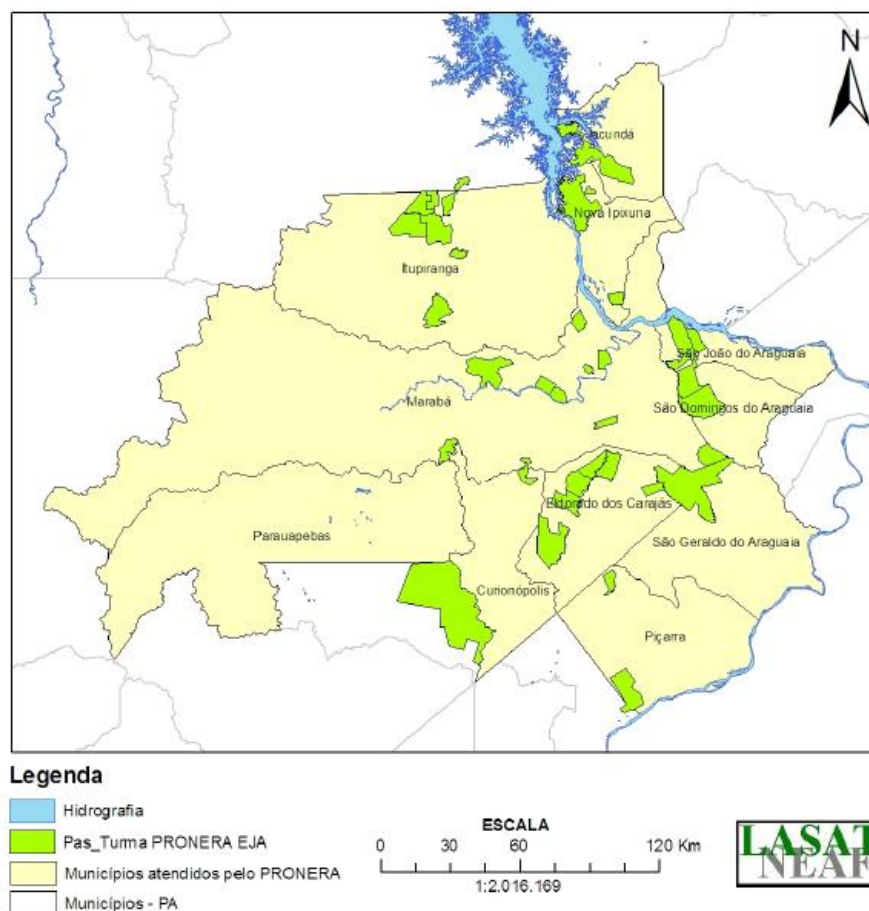 N
Jacundá
Nova Ipixuna
Itupiranga
São João do Araguaia
Marabá
São Domingos do Araguaia
Eldorado dos Carajás
Parauapebas
São Geraldo do Araguaia
Curionópolis
Piçarra
Legenda
Hidrografia
Pas_Turma PRONERA EJA
Municípios atendidos pelo PRONERA
Municípios - PA
ESCALA
0 30 60 120 Km
1:2.016.169
LASAT
NEAF